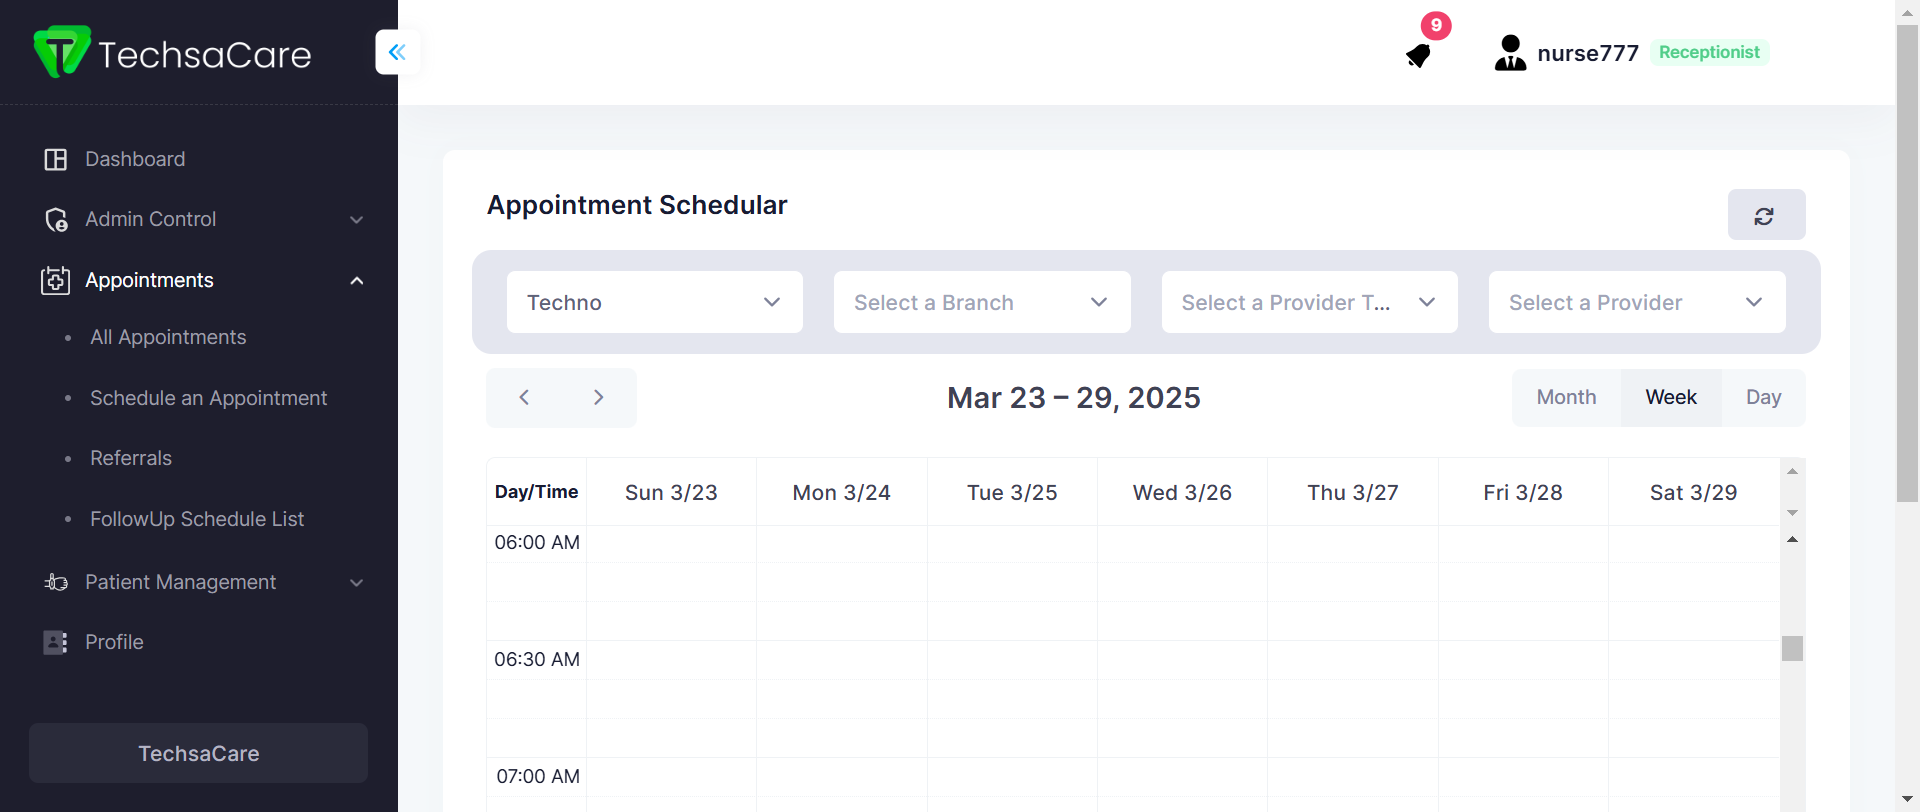 TechsaCare
9
nurse777 Receptionist
Dashboard
Admin Control
Appointments
All Appointments
Schedule an Appointment
Referrals
FollowUp Schedule List
Patient Management
Profile
TechsaCare
Appointment Schedular
Techno
Select a Branch
Select a Provider T...
Select a Provider
Mar 23 – 29, 2025
Month Week Day
Day/Time Sun 3/23 Mon 3/24 Tue 3/25 Wed 3/26 Thu 3/27 Fri 3/28 Sat 3/29
06:00 AM
06:30 AM
07:00 AM